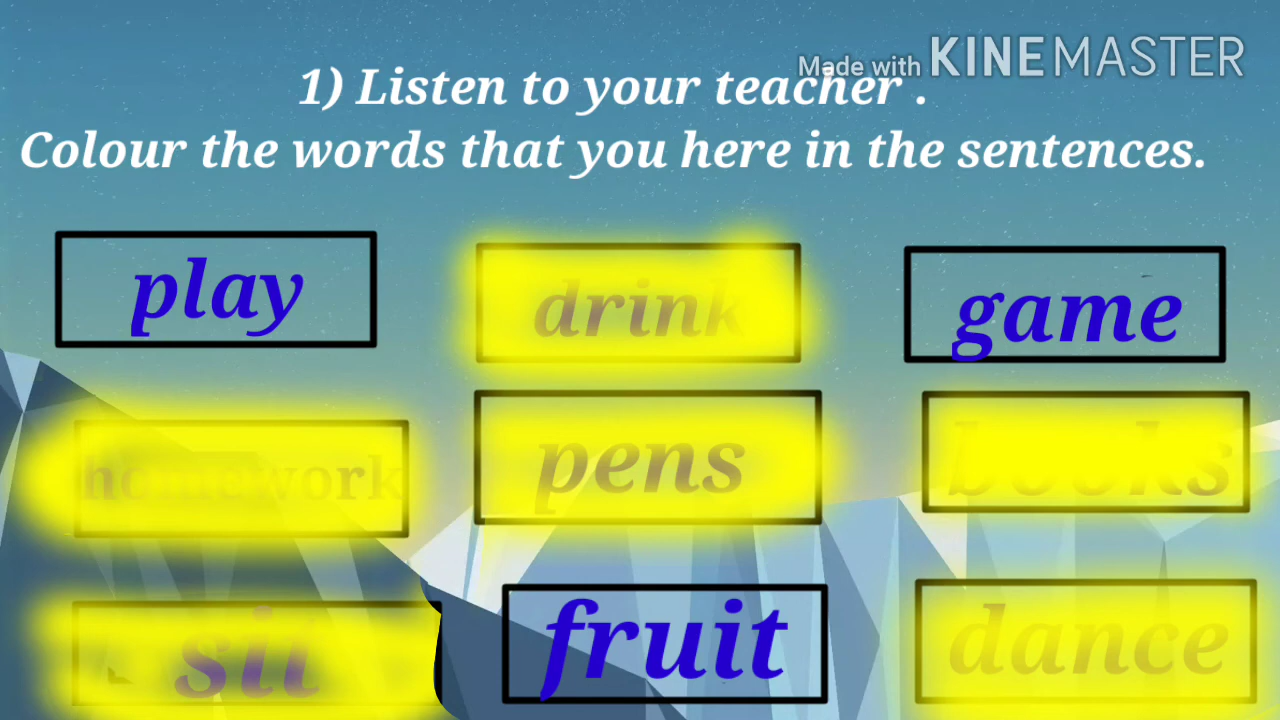 Made with KINEMASTER
1) Listen to your teacher .
Colour the words that you here in the sentences.
play drink game
homework pens books
sit fruit dance